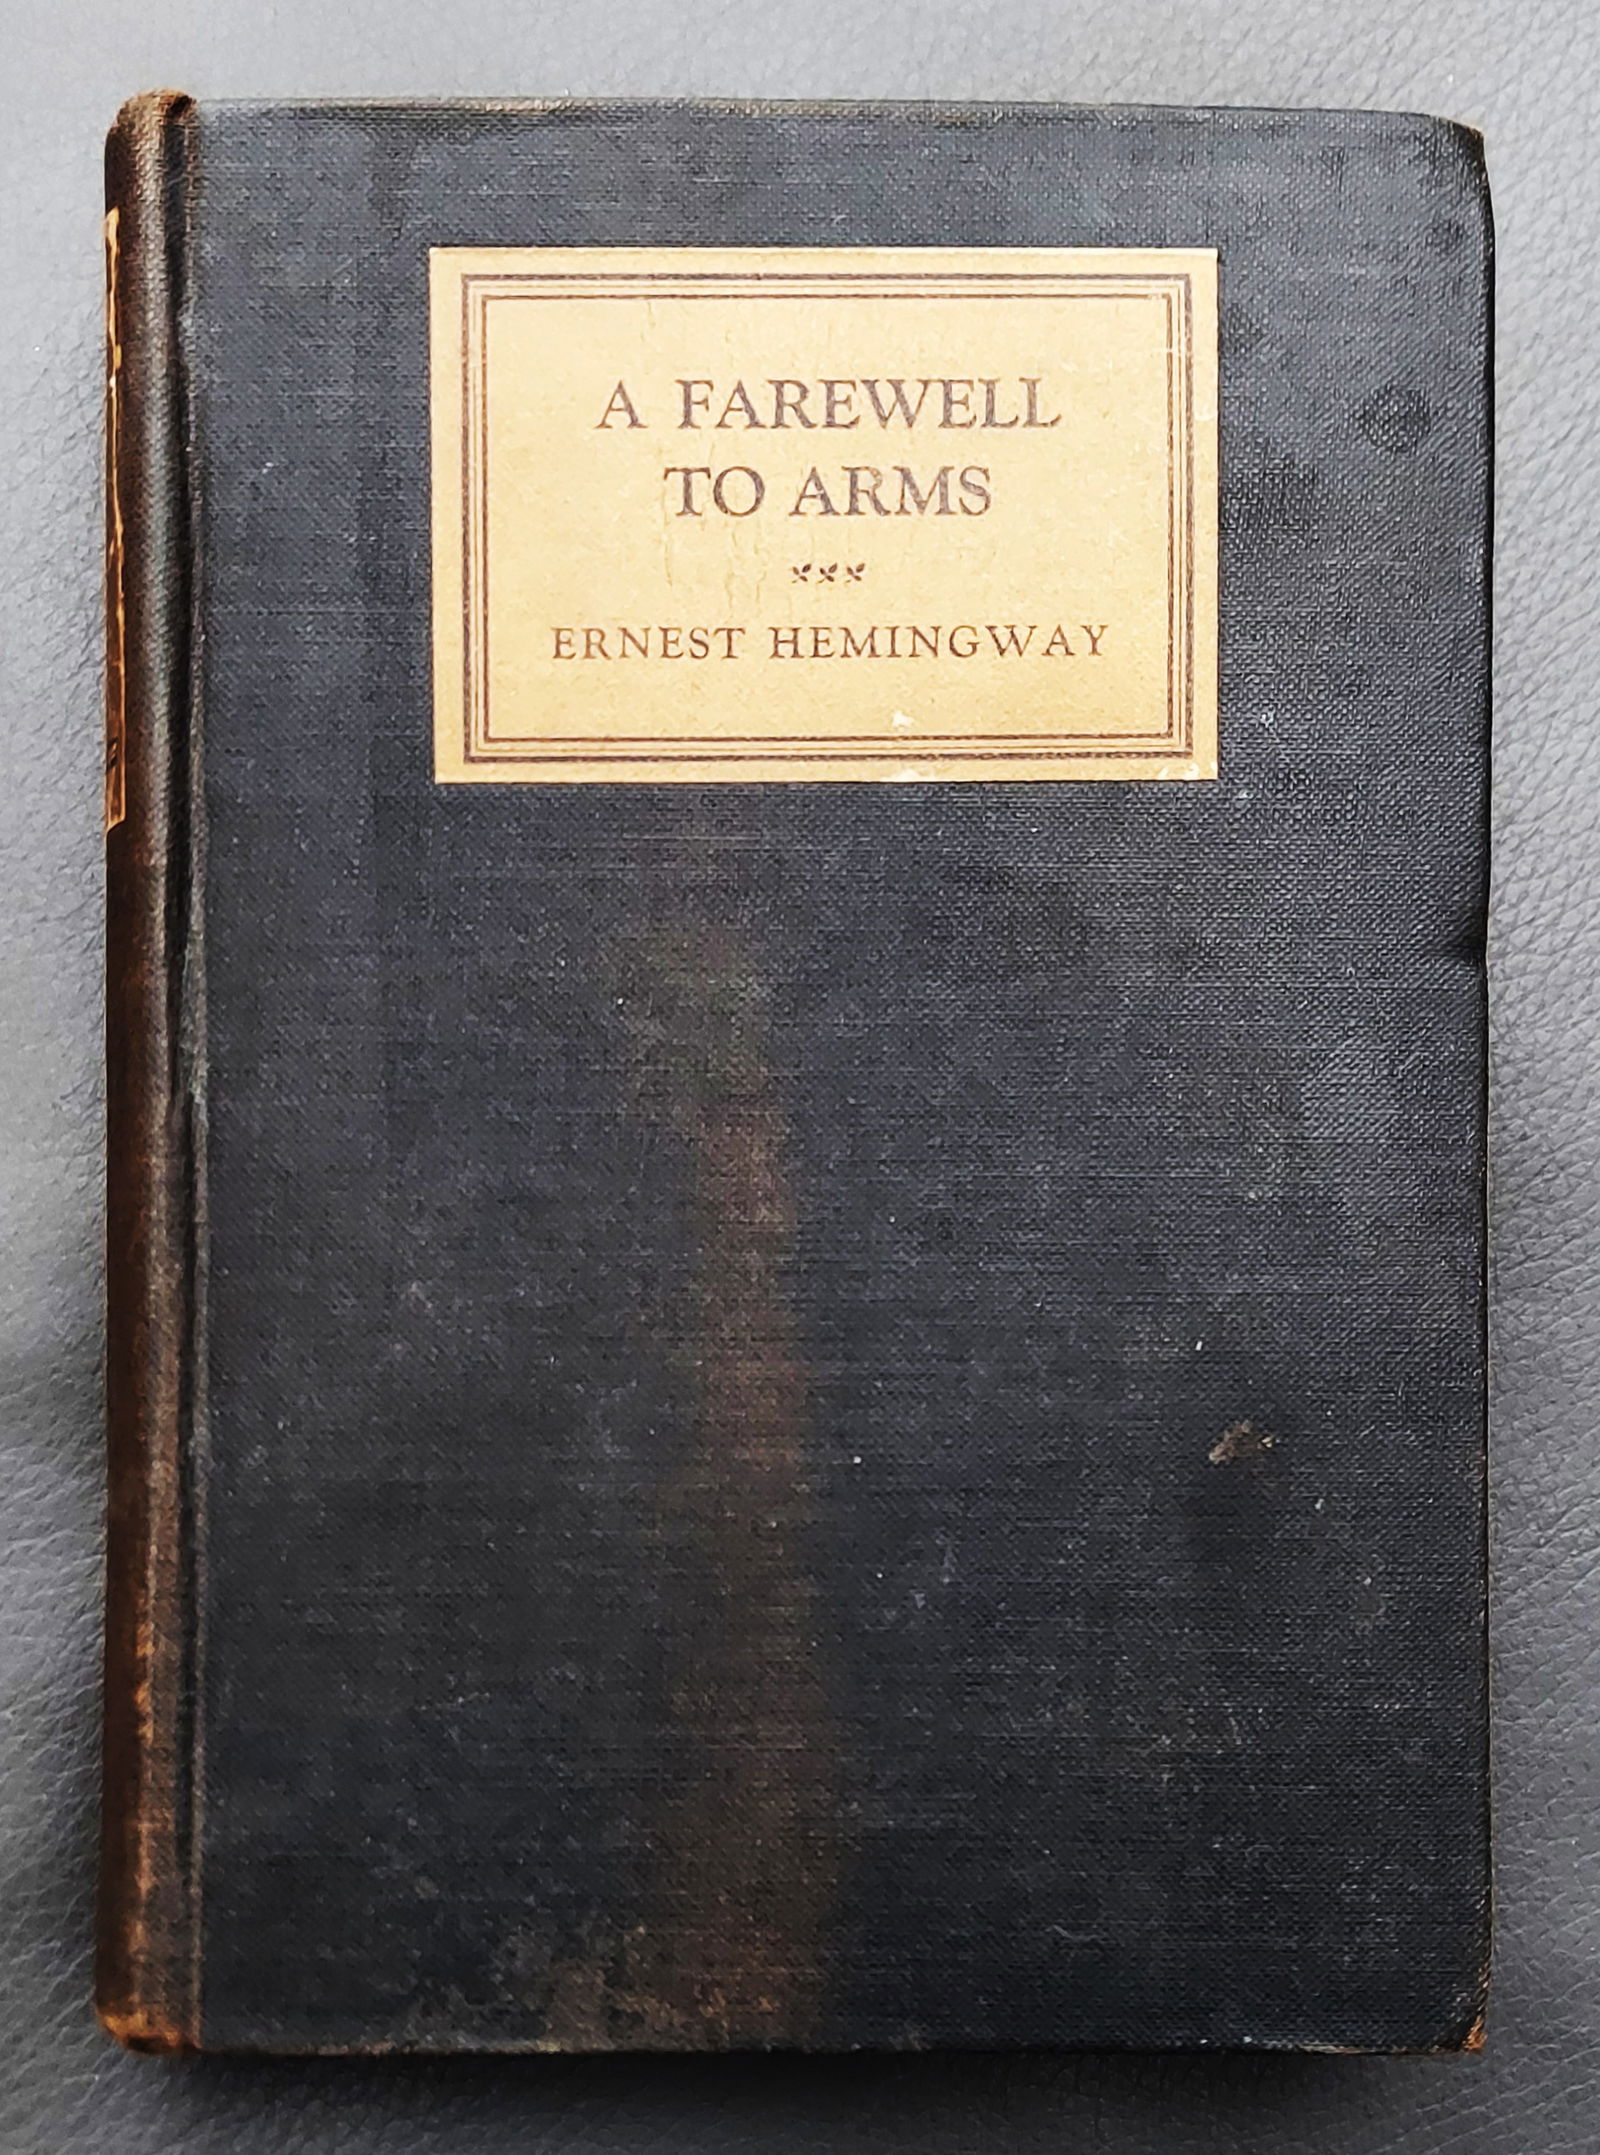 A FAREWELL
TO ARMS
ERNEST HEMINGWAY